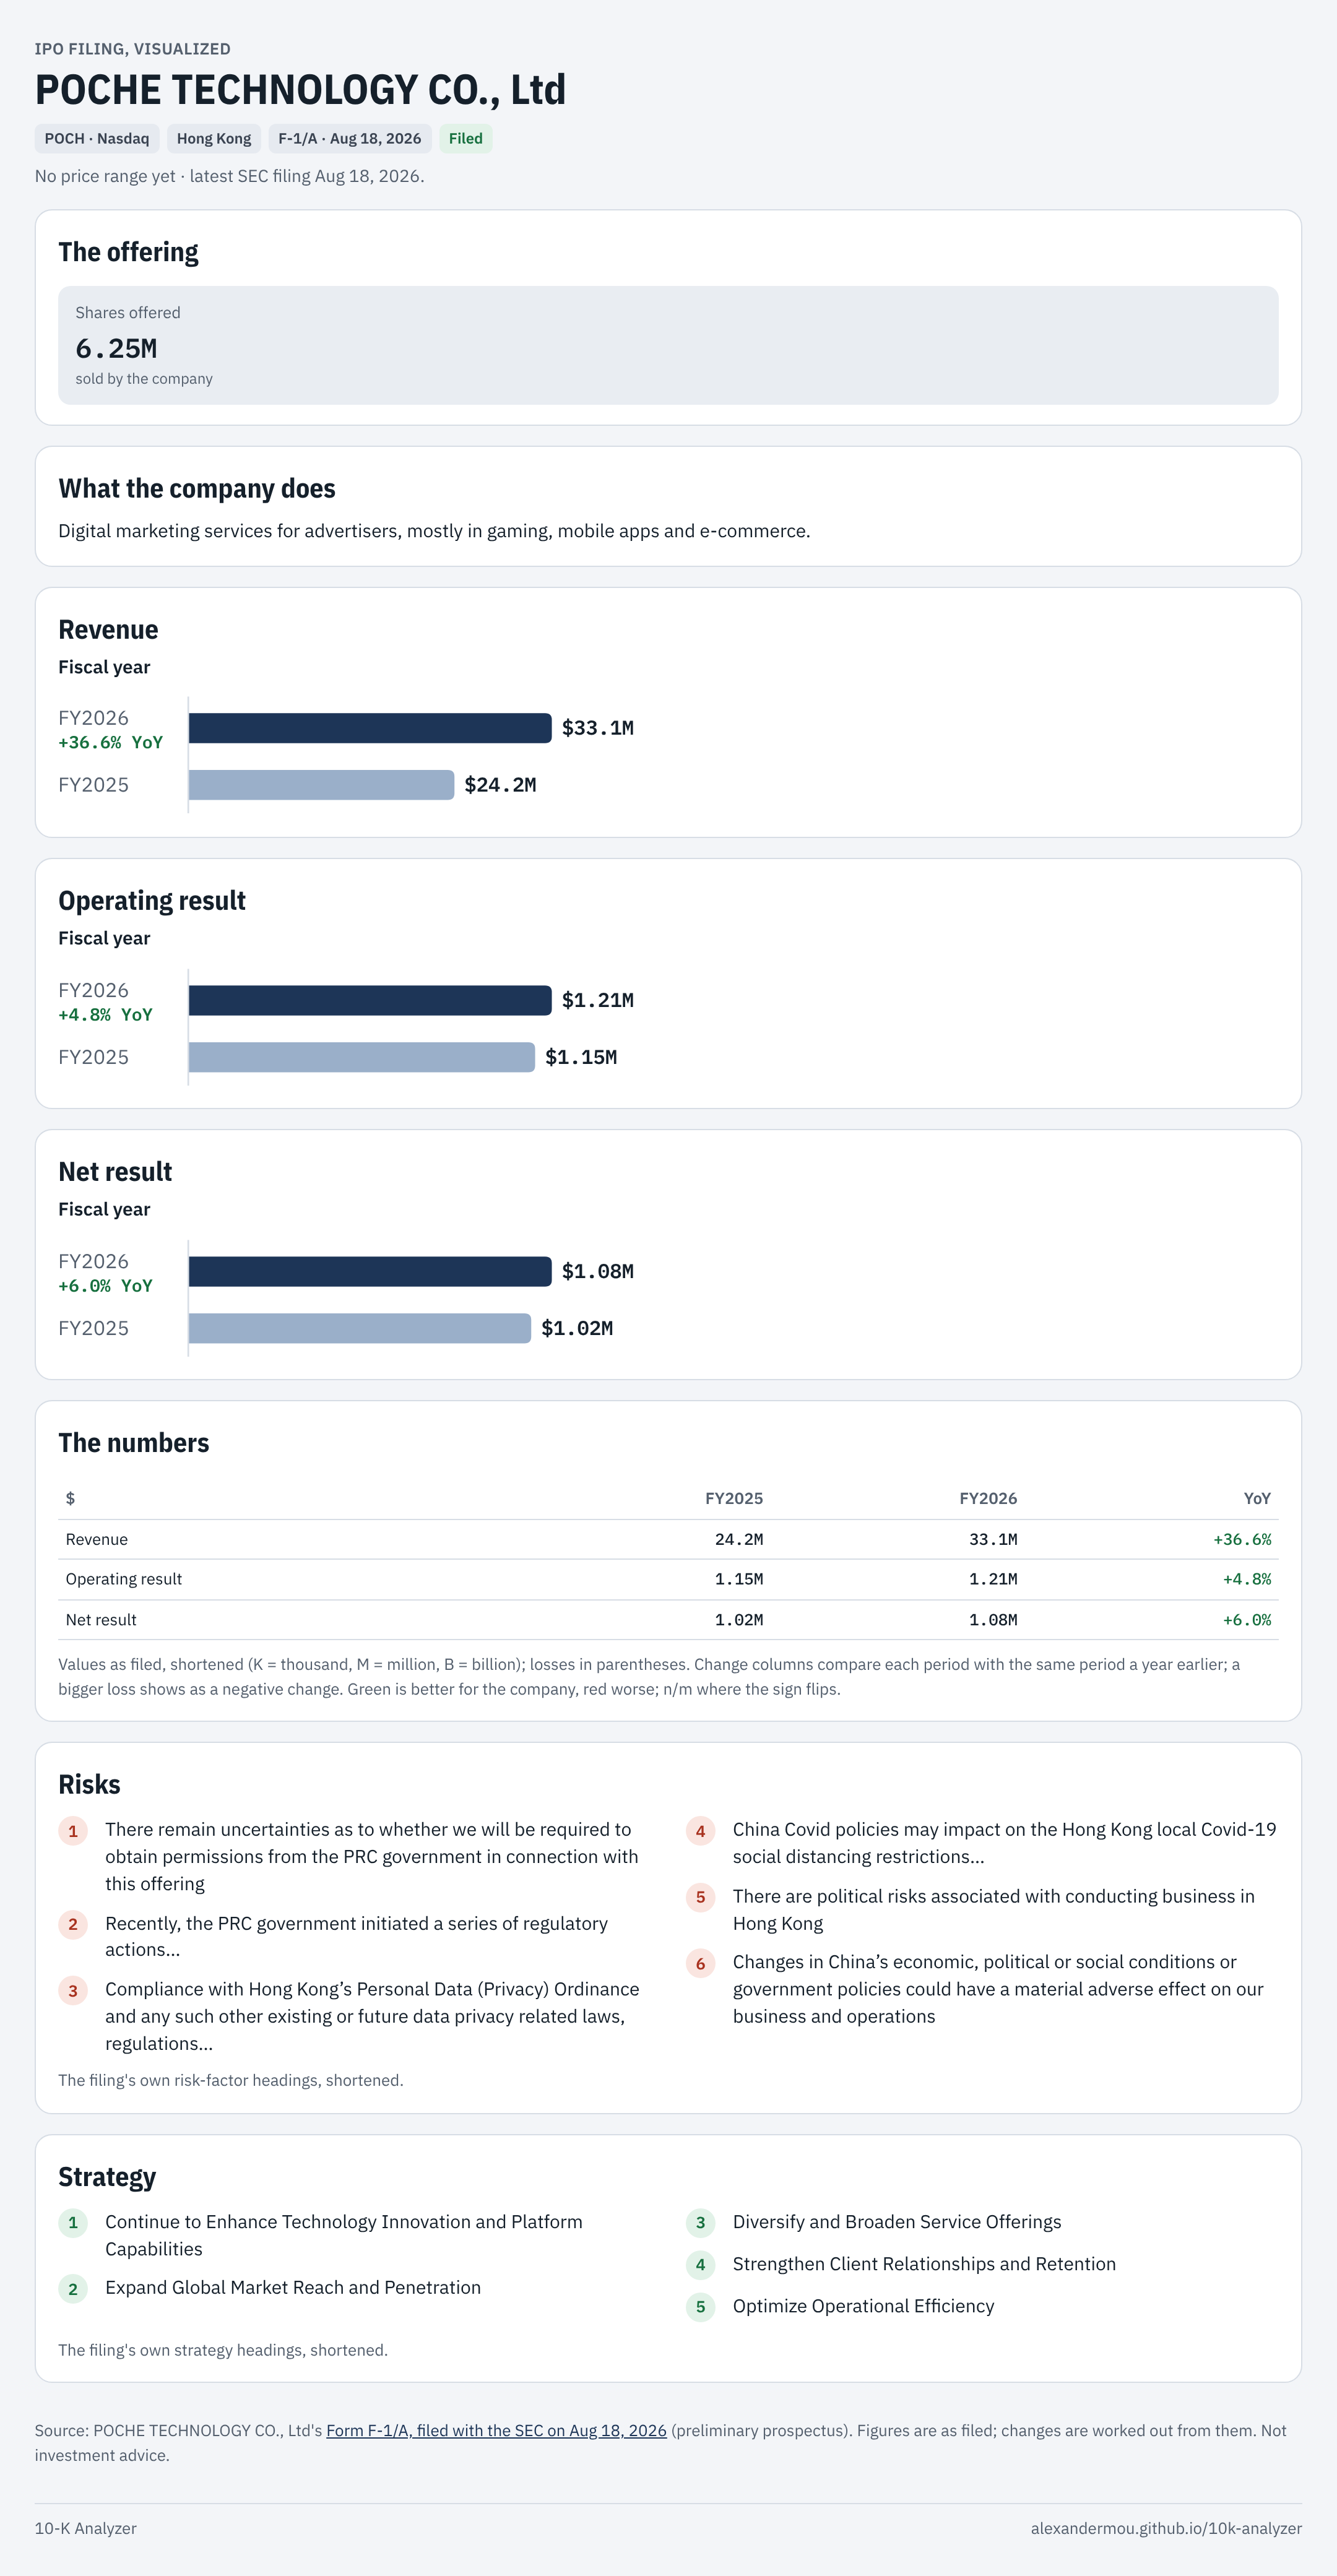 IPO FILING, VISUALIZED
POCHE TECHNOLOGY CO., Ltd
POCH · Nasdaq
Hong Kong
F-1/A · Aug 18, 2026
Filed
No price range yet · latest SEC filing Aug 18, 2026.
The offering
Shares offered
6.25M
sold by the company
What the company does
Digital marketing services for advertisers, mostly in gaming, mobile apps and e-commerce.
Revenue
Fiscal year
FY2026
+36.6% YoY
$33.1M
FY2025
$24.2M
Operating result
Fiscal year
FY2026
+4.8% YoY
$1.21M
FY2025
$1.15M
Net result
Fiscal year
FY2026
+6.0% YoY
$1.08M
FY2025
$1.02M
The numbers
$ FY2025 FY2026 YoY
Revenue 24.2M 33.1M +36.6%
Operating result 1.15M 1.21M +4.8%
Net result 1.02M 1.08M +6.0%
Values as filed, shortened (K = thousand, M = million, B = billion); losses in parentheses. Change columns compare each period with the same period a year earlier; a
bigger loss shows as a negative change. Green is better for the company, red worse; n/m where the sign flips.
Risks
1 There remain uncertainties as to whether we will be required to
obtain permissions from the PRC government in connection with
this offering
2 Recently, the PRC government initiated a series of regulatory
actions…
3 Compliance with Hong Kong’s Personal Data (Privacy) Ordinance
and any such other existing or future data privacy related laws,
regulations…
4 China Covid policies may impact on the Hong Kong local Covid-19
social distancing restrictions…
5 There are political risks associated with conducting business in
Hong Kong
6 Changes in China’s economic, political or social conditions or
government policies could have a material adverse effect on our
business and operations
The filing's own risk-factor headings, shortened.
Strategy
1 Continue to Enhance Technology Innovation and Platform
Capabilities
2 Expand Global Market Reach and Penetration
3 Diversify and Broaden Service Offerings
4 Strengthen Client Relationships and Retention
5 Optimize Operational Efficiency
The filing's own strategy headings, shortened.
Source: POCHE TECHNOLOGY CO., Ltd's Form F-1/A, filed with the SEC on Aug 18, 2026 (preliminary prospectus). Figures are as filed; changes are worked out from them. Not
investment advice.
10-K Analyzer
alexandermou.github.io/10k-analyzer